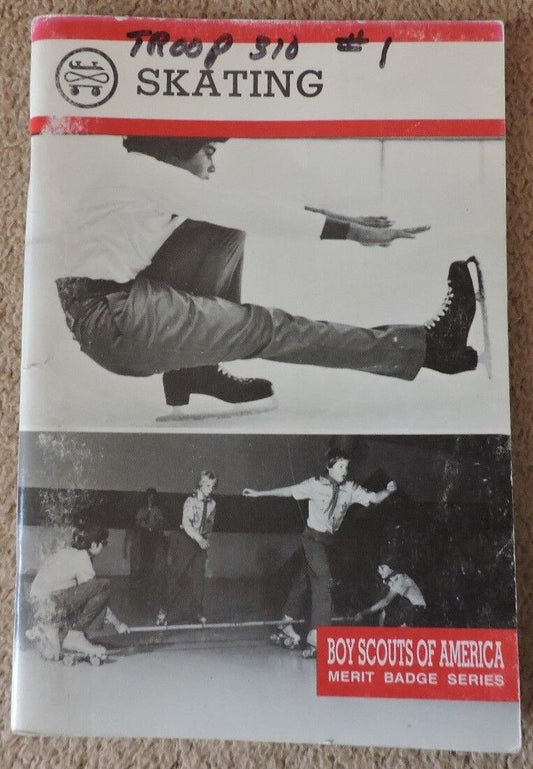 TROOP 310 #1
SKATING
BOY SCOUTS OF AMERICA
MERIT BADGE SERIES